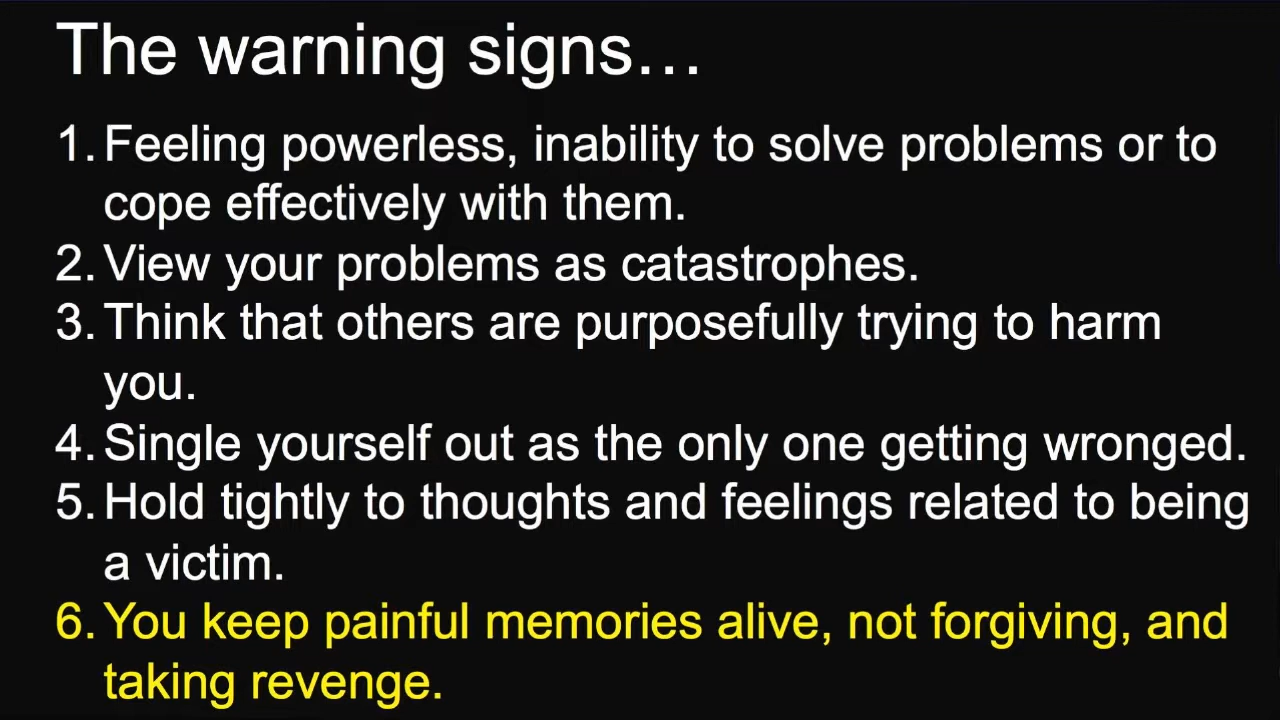 The warning signs…
1. Feeling powerless, inability to solve problems or to
cope effectively with them.
2. View your problems as catastrophes.
3. Think that others are purposefully trying to harm
you.
4. Single yourself out as the only one getting wronged.
5. Hold tightly to thoughts and feelings related to being
a victim.
6. You keep painful memories alive, not forgiving, and
taking revenge.